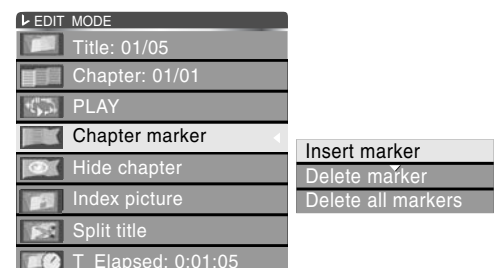 EDIT MODE
Title: 01/05
Chapter: 01/01
PLAY
Chapter marker
Hide chapter
Index picture
Split title
T_Elapsed: 0:01:05
Insert marker
Delete marker
Delete all markers